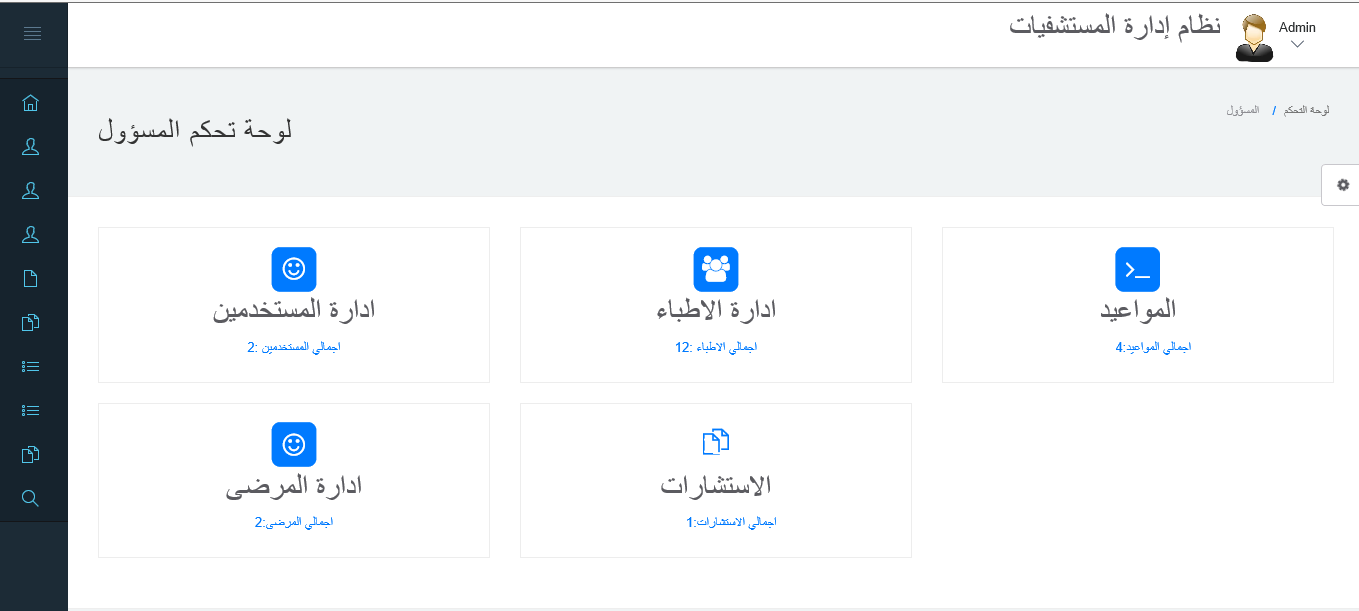 نظام إدارة المستشفيات
Admin
لوحة تحكم المسؤول
لوحة التحكم / المسؤول
ادارة المستخدمين
اجمالي المستخدمين :2
ادارة الاطباء
اجمالي الاطباء :12
المواعيد
اجمالي المواعيد:4
ادارة المرضى
اجمالي المرضى:2
الاستشارات
اجمالي الاستشارات:1